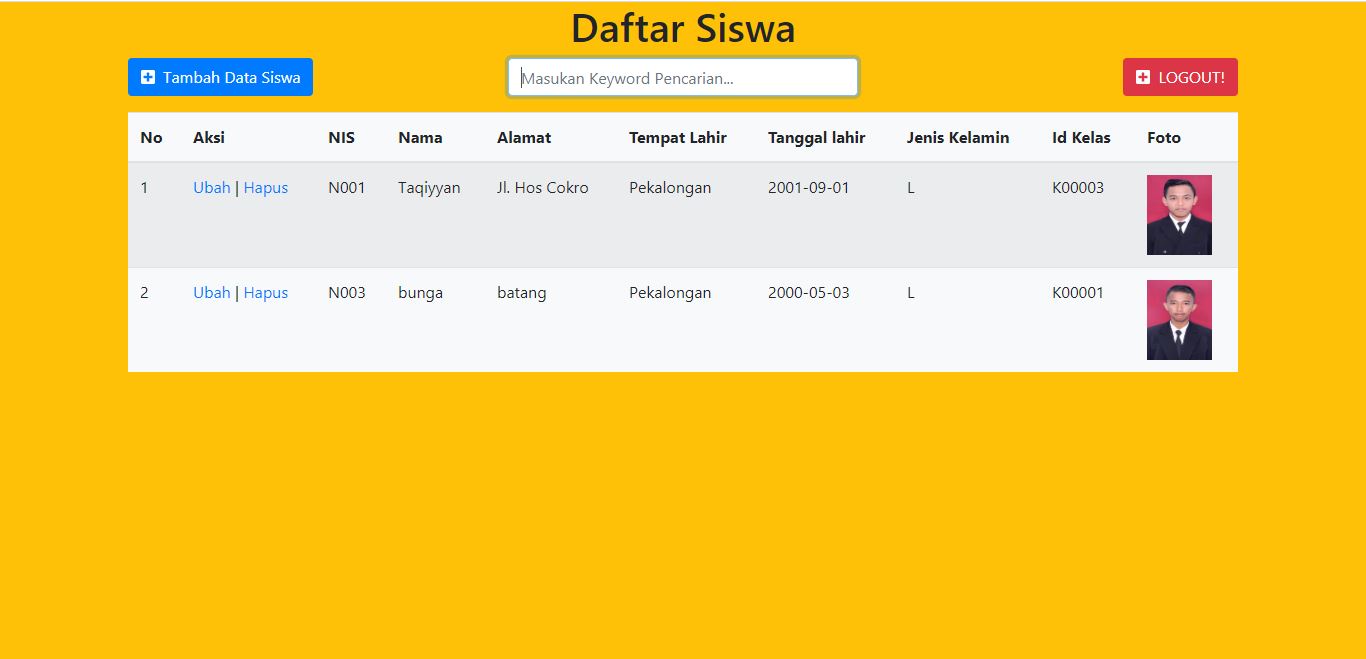 Daftar Siswa
Tambah Data Siswa Masukan Keyword Pencarian... LOGOUT!
No Aksi NIS Nama Alamat Tempat Lahir Tanggal lahir Jenis Kelamin Id Kelas Foto
1 Ubah | Hapus N001 Taqiyyan Jl. Hos Cokro Pekalongan 2001-09-01 L K00003
2 Ubah | Hapus N003 bunga batang Pekalongan 2000-05-03 L K00001